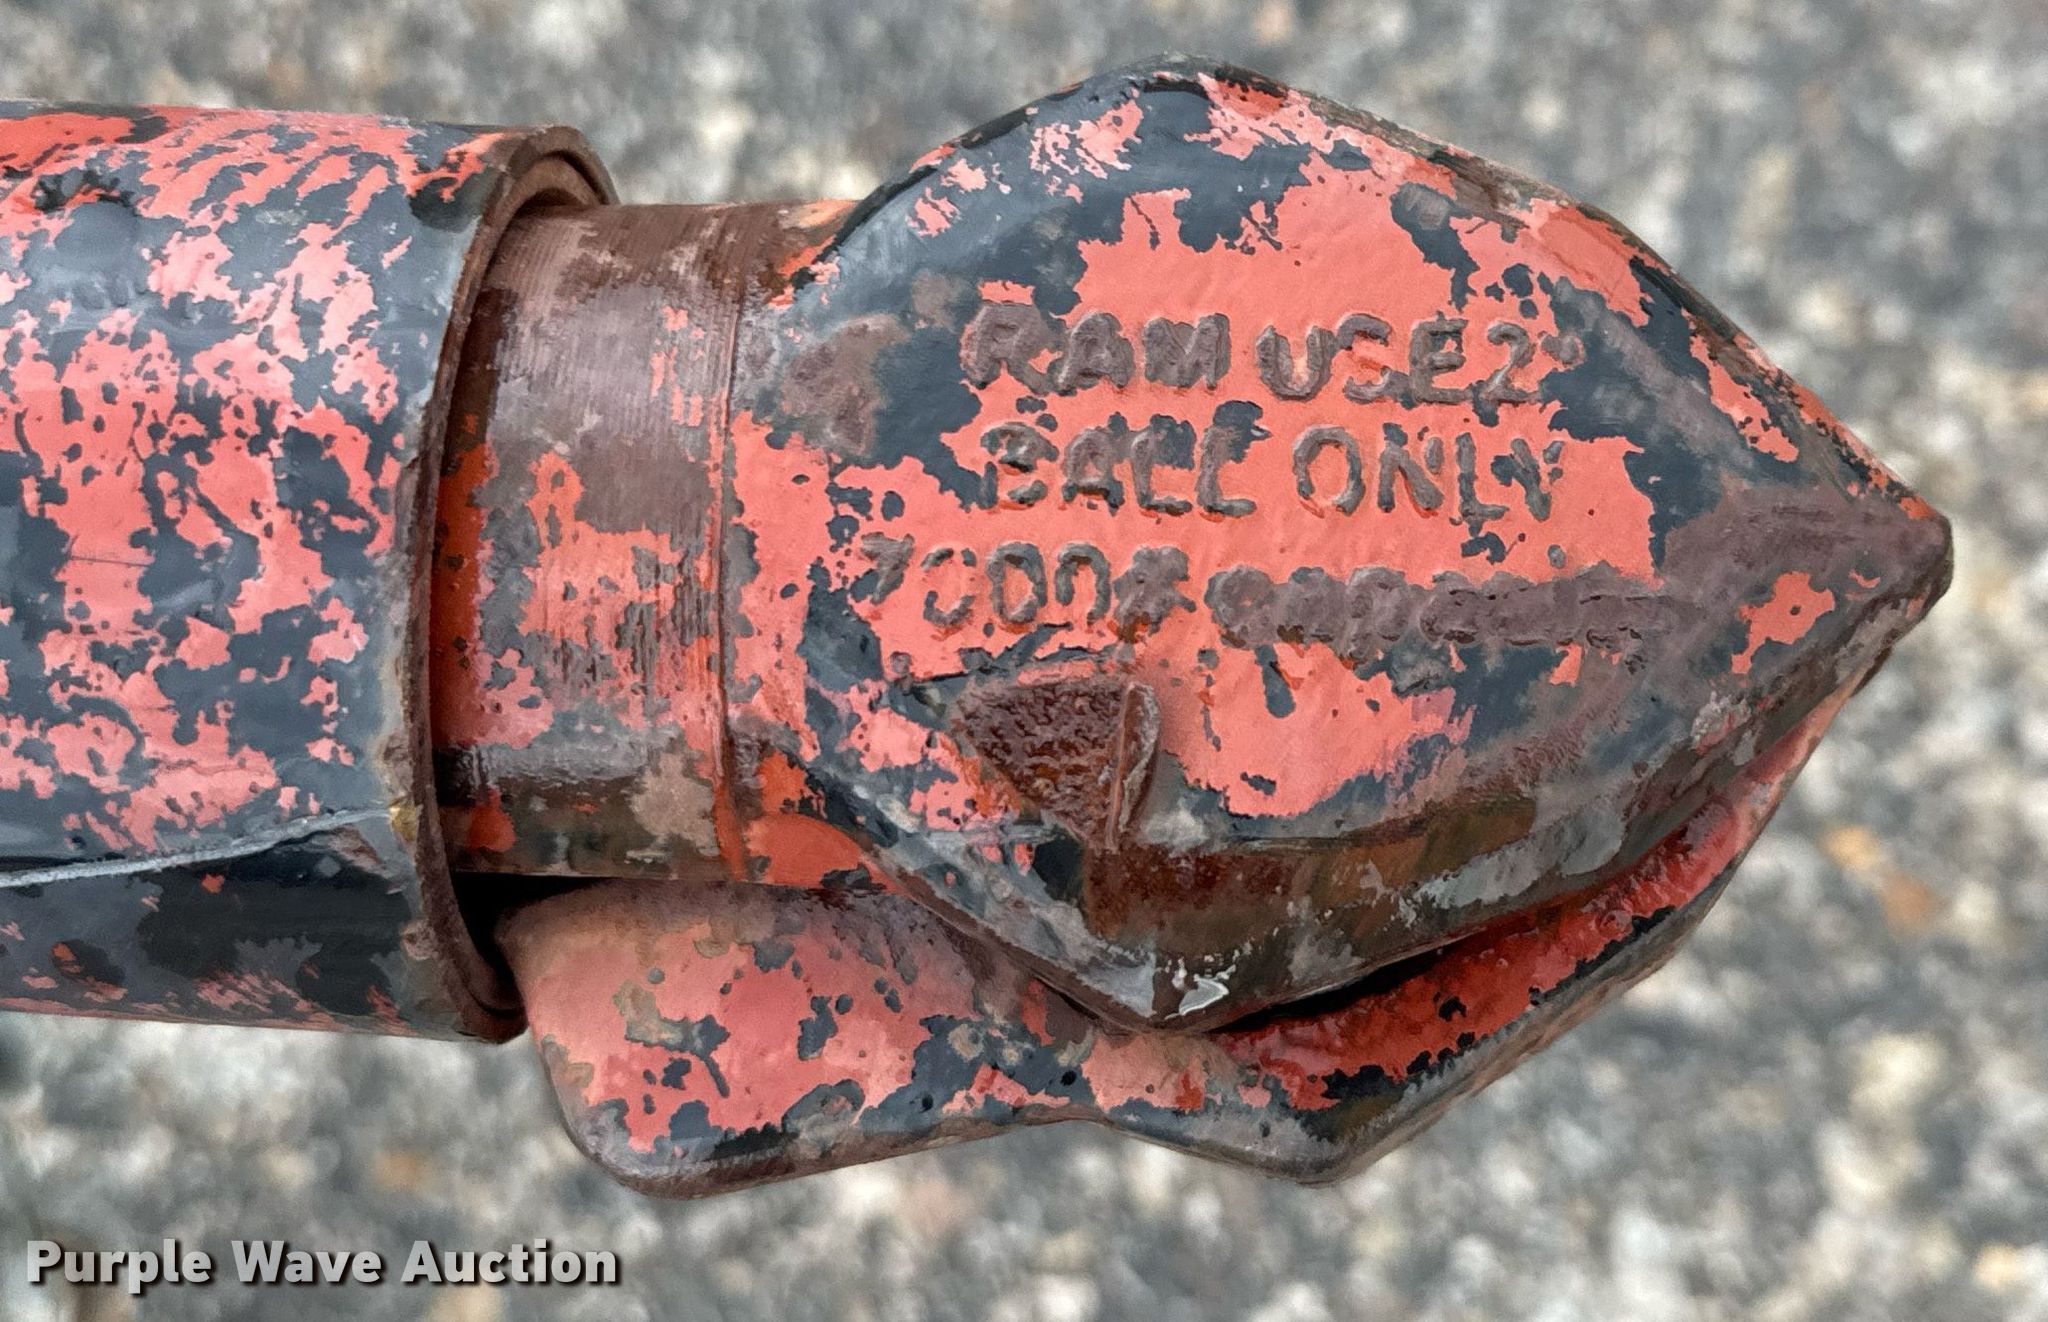 RAM USE 2"
BALL ONLY
7000#
Purple Wave Auction